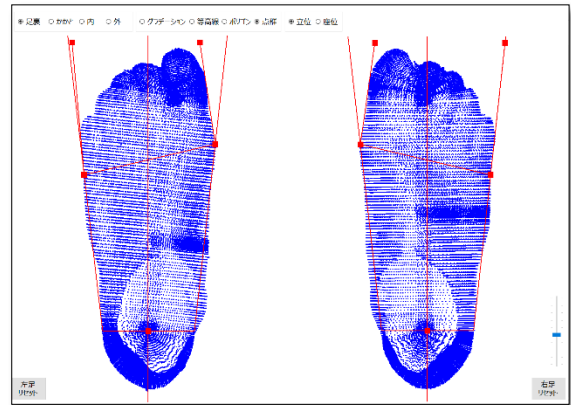 足裏 かかと 内 外 グラデーション 等高線 ポリゴン 点群 立位 座位
左足
リセット
右足
リセット